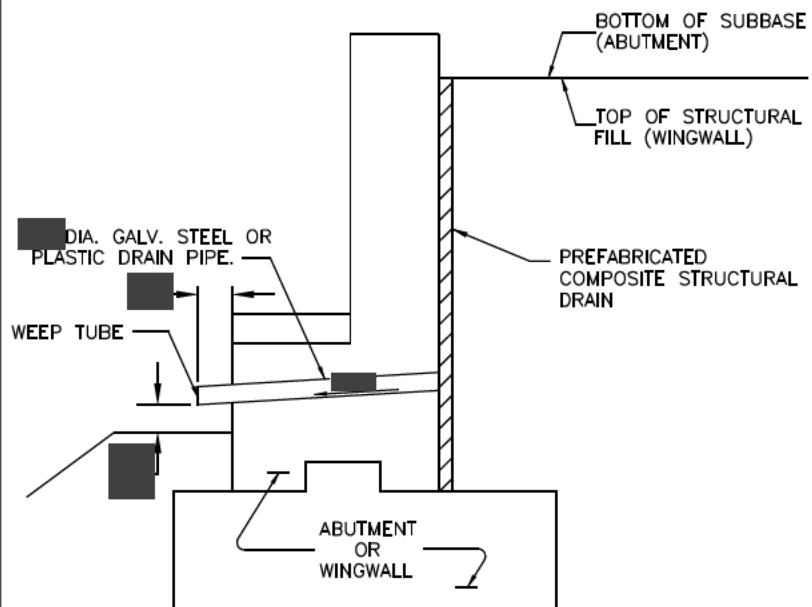 BOTTOM OF SUBBASE
(ABUTMENT)
TOP OF STRUCTURAL
FILL (WINGWALL)
DIA. GALV. STEEL OR
PLASTIC DRAIN PIPE.
PREFABRICATED
COMPOSITE STRUCTURAL
DRAIN
WEEP TUBE
ABUTMENT
OR
WINGWALL